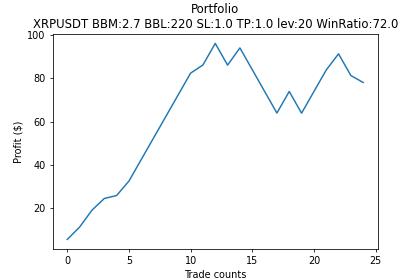 Portfolio
XRPUSDT BBM:2.7 BBL:220 SL:1.0 TP:1.0 lev:20 WinRatio:72.0
100
80
60
40
20
Profit ($)
0 5 10 15 20 25
Trade counts